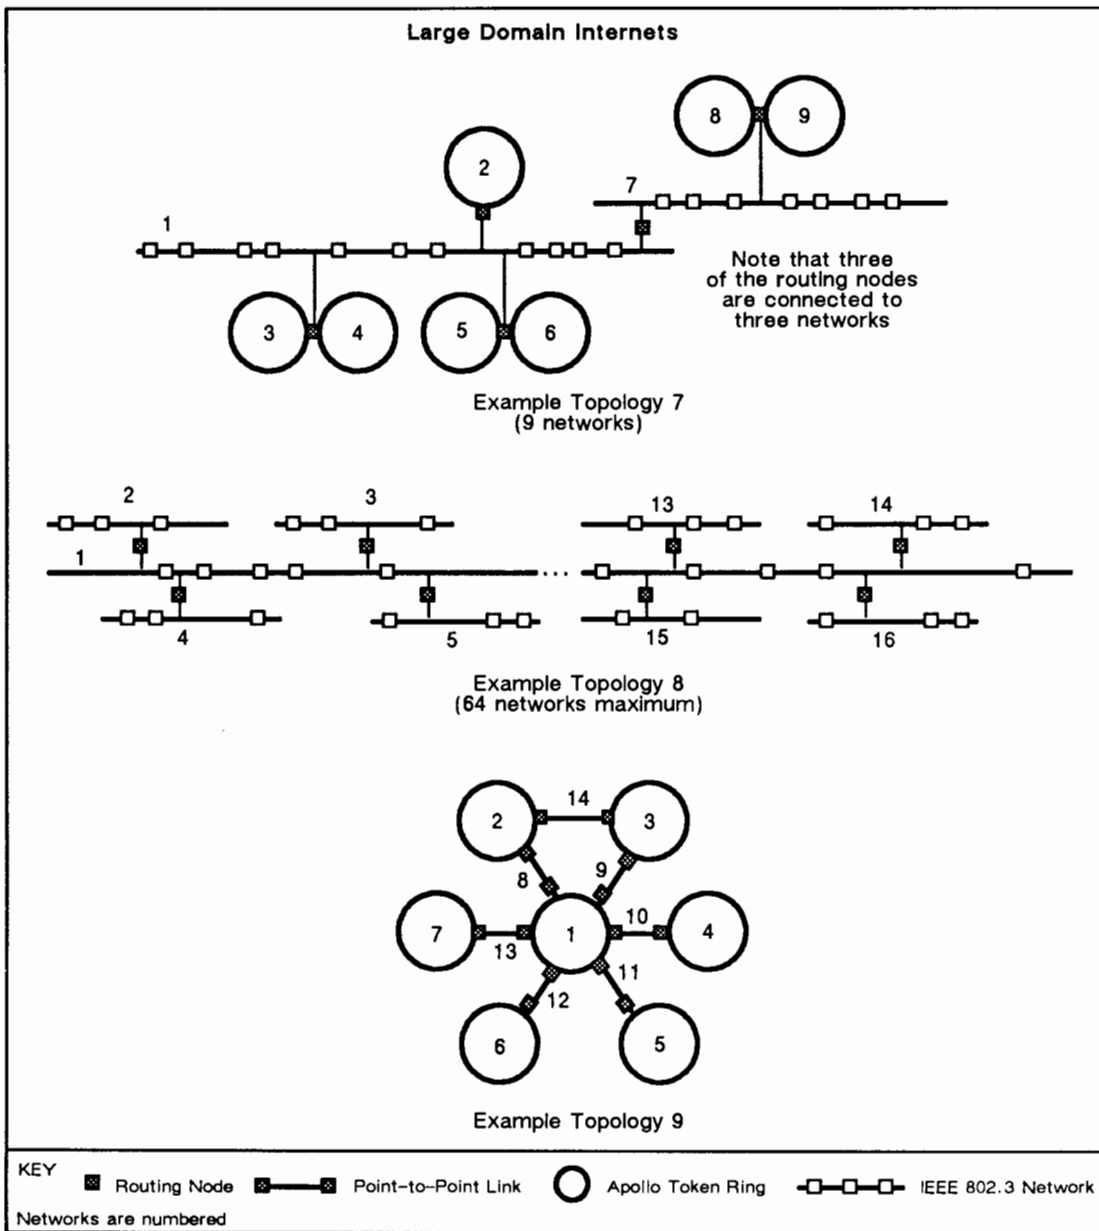 Large Domain Internets
8
9
2
7
1
Note that three
of the routing nodes
are connected to
three networks
3
4
5
6
Example Topology 7
(9 networks)
2
3
13
14
1
...
4
5
15
16
Example Topology 8
(64 networks maximum)
14
2
3
8
9
10
7
1
4
13
11
12
6
5
Example Topology 9
KEY
Routing Node
Point-to-Point Link
Apollo Token Ring
IEEE 802.3 Network
Networks are numbered